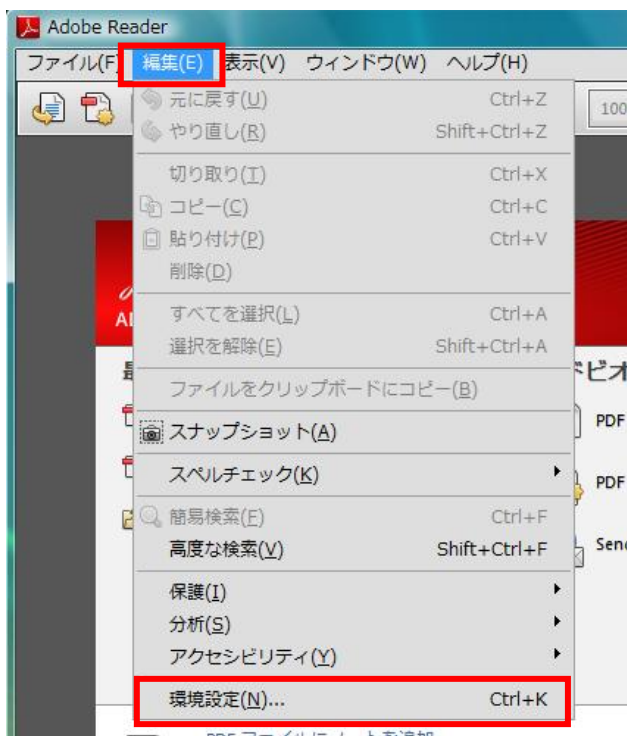 Adobe Reader
ファイル(F) 編集(E) 表示(V) ウィンドウ(W) ヘルプ(H)
元に戻す(U) Ctrl+Z
100
やり直し(R) Shift+Ctrl+Z
切り取り(T) Ctrl+X
コピー(C) Ctrl+C
貼り付け(P) Ctrl+V
削除(D)
すべてを選択(L) Ctrl+A
選択を解除(E) Shift+Ctrl+A
ファイルをクリップボードにコピー(B)
PDF
スナップショット(A)
スペルチェック(K)
PDF
簡易検索(F) Ctrl+F
高度な検索(V) Shift+Ctrl+F
保護(I)
分析(S)
アクセシビリティ(Y)
環境設定(N)... Ctrl+K